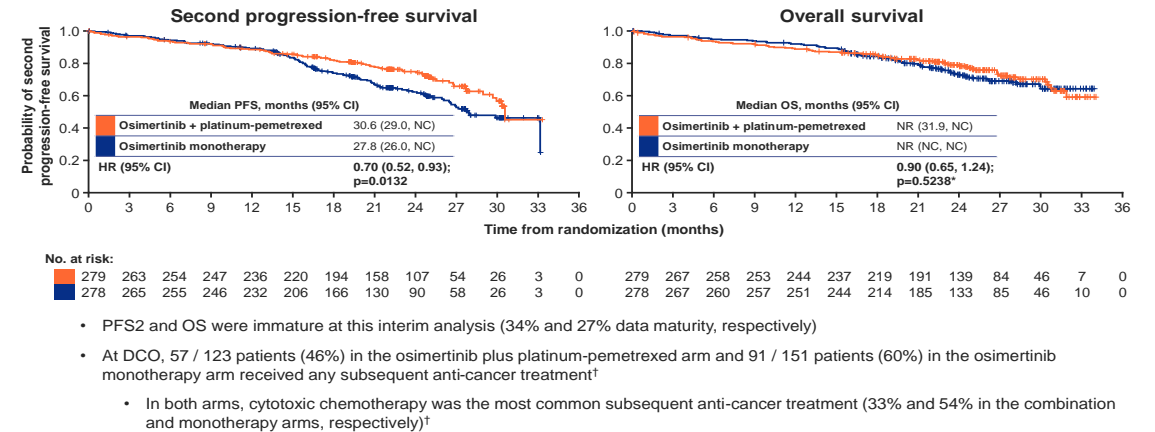 Second progression-free survival
Probability of second
progression-free survival
1.0
0.8
0.6
0.4
0.2
0
Median PFS, months (95% CI)
Osimertinib + platinum-pemetrexed 30.6 (29.0, NC)
Osimertinib monotherapy 27.8 (26.0, NC)
HR (95% CI) 0.70 (0.52, 0.93);
p=0.0132
0 3 6 9 12 15 18 21 24 27 30 33 36
Overall survival
1.0
0.8
0.6
0.4
0.2
0
Median OS, months (95% CI)
Osimertinib + platinum-pemetrexed NR (31.9, NC)
Osimertinib monotherapy NR (NC, NC)
HR (95% CI) 0.90 (0.65, 1.24);
p=0.5238*
0 3 6 9 12 15 18 21 24 27 30 33 36
Time from randomization (months)
No. at risk:
279 263 254 247 236 220 194 158 107 54 26 3 0 279 267 258 253 244 237 219 191 139 84 46 7 0
278 265 255 246 232 206 166 130 90 58 26 3 0 278 267 260 257 251 244 214 185 133 85 46 10 0
• PFS2 and OS were immature at this interim analysis (34% and 27% data maturity, respectively)
• At DCO, 57 / 123 patients (46%) in the osimertinib plus platinum-pemetrexed arm and 91 / 151 patients (60%) in the osimertinib
monotherapy arm received any subsequent anti-cancer treatment†
• In both arms, cytotoxic chemotherapy was the most common subsequent anti-cancer treatment (33% and 54% in the combination
and monotherapy arms, respectively)†